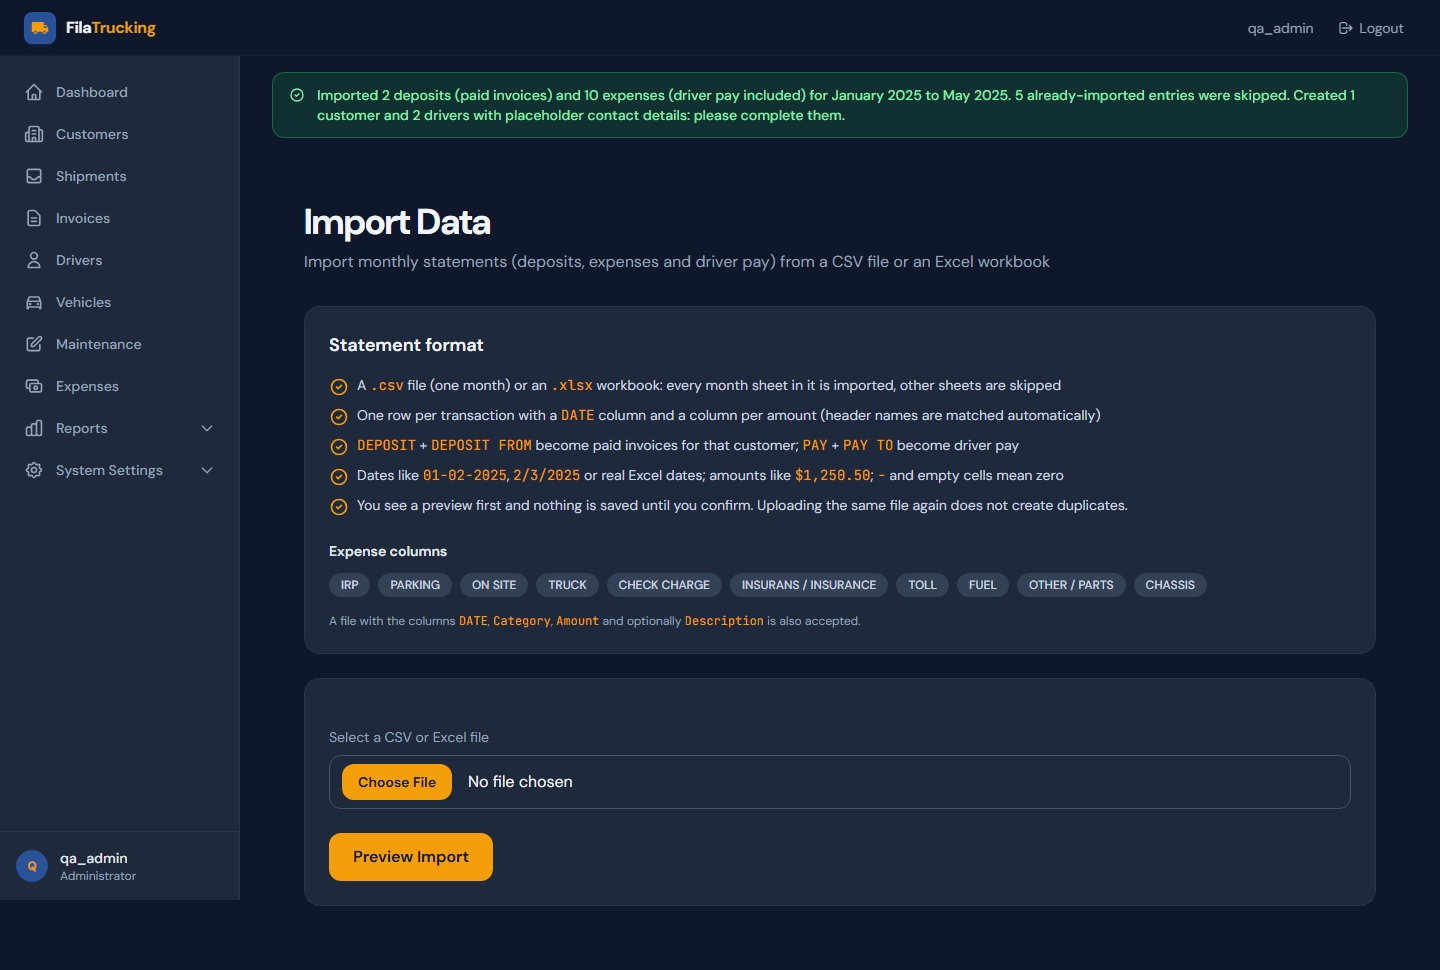 FilaTrucking
qa_admin
Logout
Imported 2 deposits (paid invoices) and 10 expenses (driver pay included) for January 2025 to May 2025. 5 already-imported entries were skipped. Created 1
customer and 2 drivers with placeholder contact details: please complete them.
Dashboard
Customers
Shipments
Invoices
Drivers
Vehicles
Maintenance
Expenses
Reports
System Settings
Q
qa_admin
Administrator
Import Data
Import monthly statements (deposits, expenses and driver pay) from a CSV file or an Excel workbook
Statement format
A .csv file (one month) or an .xlsx workbook: every month sheet in it is imported, other sheets are skipped
One row per transaction with a DATE column and a column per amount (header names are matched automatically)
DEPOSIT + DEPOSIT FROM become paid invoices for that customer; PAY + PAY TO become driver pay
Dates like 01-02-2025, 2/3/2025 or real Excel dates; amounts like $1,250.50; - and empty cells mean zero
You see a preview first and nothing is saved until you confirm. Uploading the same file again does not create duplicates.
Expense columns
IRP PARKING ON SITE TRUCK CHECK CHARGE INSURANS / INSURANCE TOLL FUEL OTHER / PARTS CHASSIS
A file with the columns DATE, Category, Amount and optionally Description is also accepted.
Select a CSV or Excel file
Choose File No file chosen
Preview Import